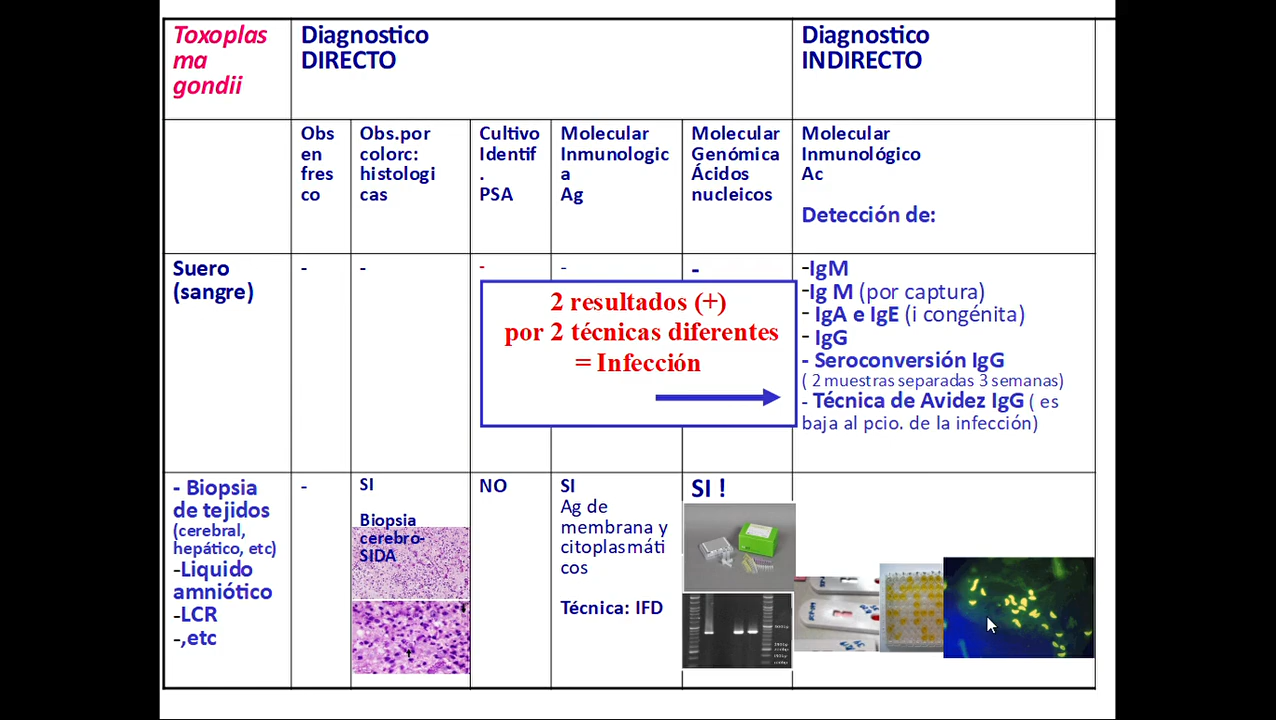 Toxoplas
ma
gondii
Diagnostico
DIRECTO
Diagnostico
INDIRECTO
Obs
en
fres
co
Obs.por
colorc:
histologi
cas
Cultivo
Identif
.
PSA
Molecular
Inmunologic
a
Ag
Molecular
Genómica
Ácidos
nucleicos
Molecular
Inmunológico
Ac
Detección de:
Suero
(sangre)
-
-
-
-
-
2 resultados (+)
por 2 técnicas diferentes
= Infección
-IgM
-Ig M (por captura)
- IgA e IgE (i congénita)
- IgG
- Seroconversión IgG
( 2 muestras separadas 3 semanas)
- Técnica de Avidez IgG ( es
baja al pcio. de la infección)
- Biopsia
de tejidos
(cerebral,
hepático, etc)
-Liquido
amniótico
-LCR
-,etc
-
SI
Biopsia
cerebro-
SIDA
NO
SI
Ag de
membrana y
citoplasmáti
cos
Técnica: IFD
SI !